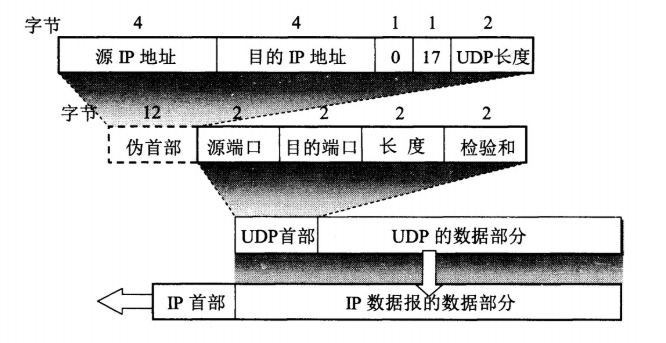 字节 4 4 1 1 2
源 IP 地址 目的 IP 地址 0 17 UDP长度
字节 12 2 2 2 2
伪首部 源端口 目的端口 长 度 检验和
UDP首部 UDP 的数据部分
IP 首部 IP 数据报的数据部分